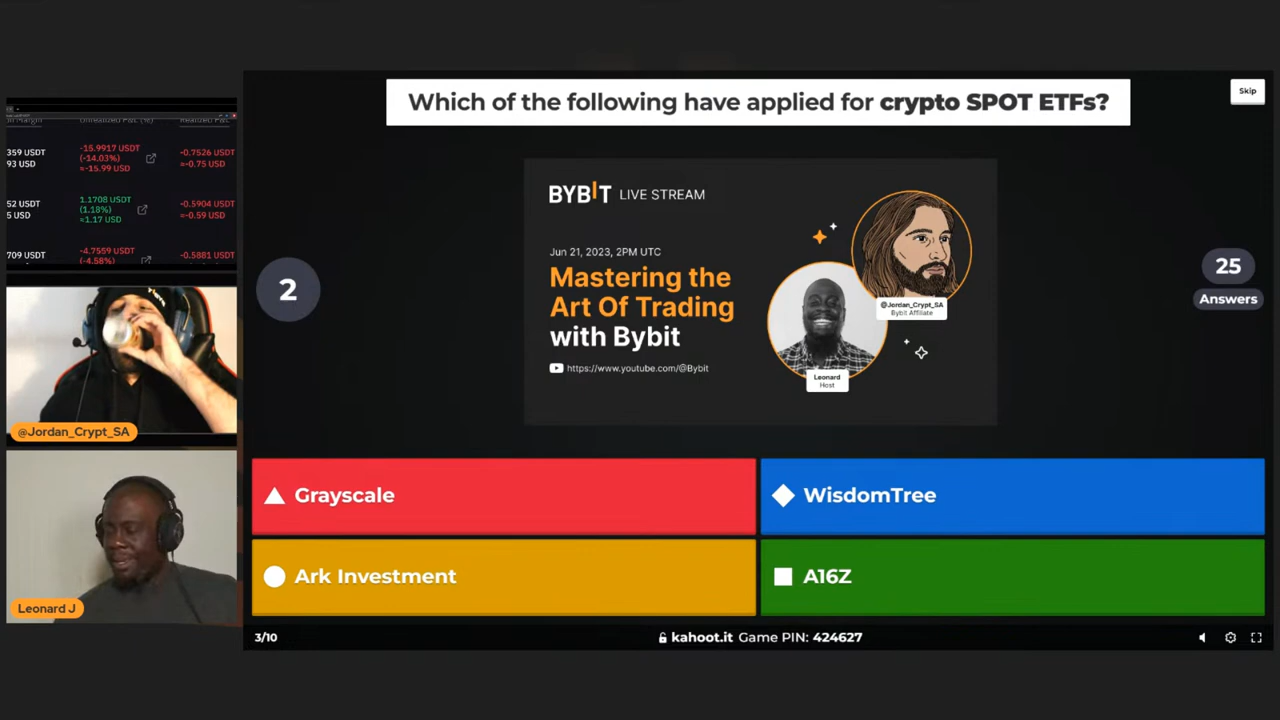 Which of the following have applied for crypto SPOT ETFs?
Skip
359 USDT
93 USD
-15.9917 USDT
(-14.03%)
≈-15.99 USD
-0.7526 USDT
≈-0.75 USD
52 USDT
5 USD
1.1708 USDT
(1.18%)
≈1.17 USD
-0.5904 USDT
≈-0.59 USD
709 USDT
-4.7559 USDT
(-4.58%)
-0.5881 USDT
@Jordan_Crypt_SA
Leonard J
2
BYBIT LIVE STREAM
Jun 21, 2023, 2PM UTC
Mastering the
Art Of Trading
with Bybit
https://www.youtube.com/@Bybit
@Jordan_Crypt_SA
Bybit Affiliate
Leonard
Host
25
Answers
Grayscale
WisdomTree
Ark Investment
A16Z
3/10
kahoot.it Game PIN: 424627